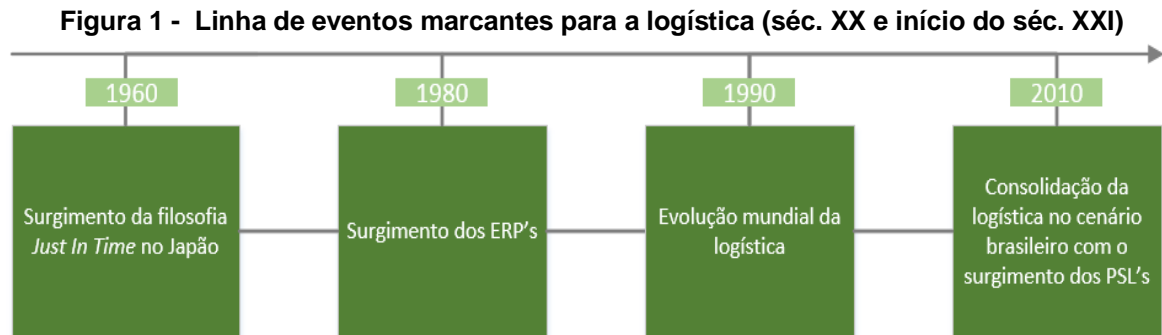 Figura 1 - Linha de eventos marcantes para a logística (séc. XX e início do séc. XXI)
1960
1980
1990
2010
Surgimento da filosofia
Just In Time no Japão
Surgimento dos ERP's
Evolução mundial da
logística
Consolidação da
logística no cenário
brasileiro com o
surgimento dos PSL's